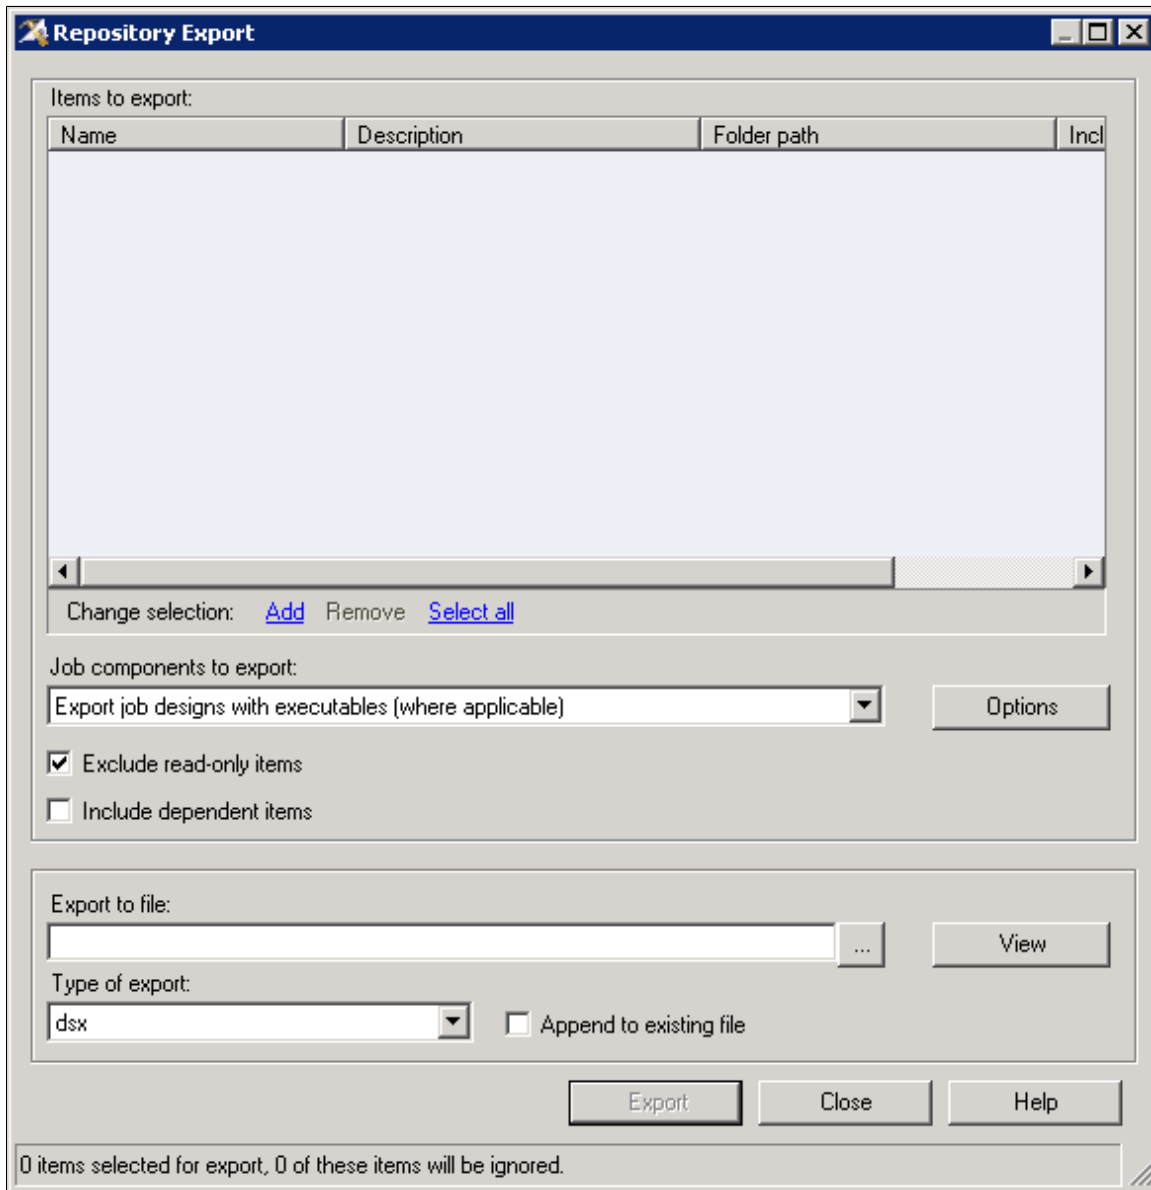 Repository Export
Items to export:
Name Description Folder path Incl
Change selection: Add Remove Select all
Job components to export:
Export job designs with executables (where applicable)
Options
Exclude read-only items
Include dependent items
Export to file:
... View
Type of export:
dsx
Append to existing file
Export Close Help
0 items selected for export, 0 of these items will be ignored.